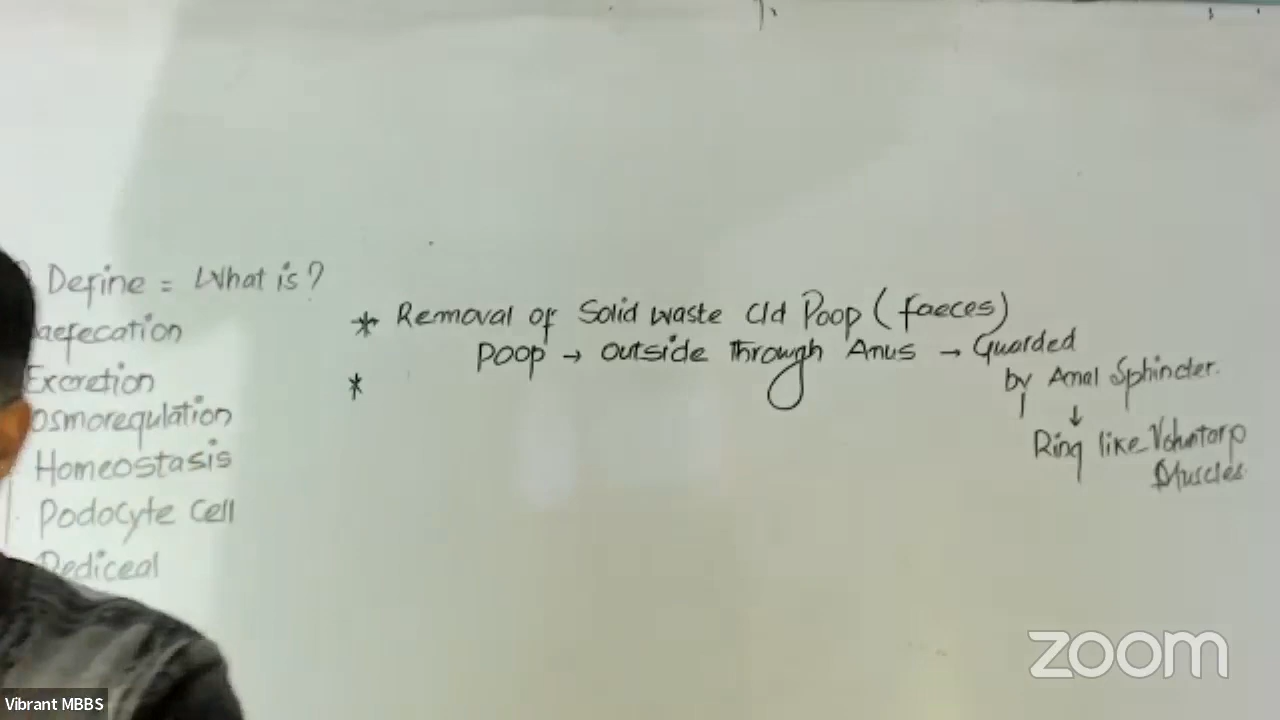 Define = What is?
aefecation
Excretion
osmoregulation
Homeostasis
Podocyte Cell
Pediceal
* Removal of Solid waste Cld Poop (faeces)
Poop → outside Through Anus → Guarded
by Anal Sphincter.
↓
Ring like Voluntary
Muscles
*
zoom
Vibrant MBBS